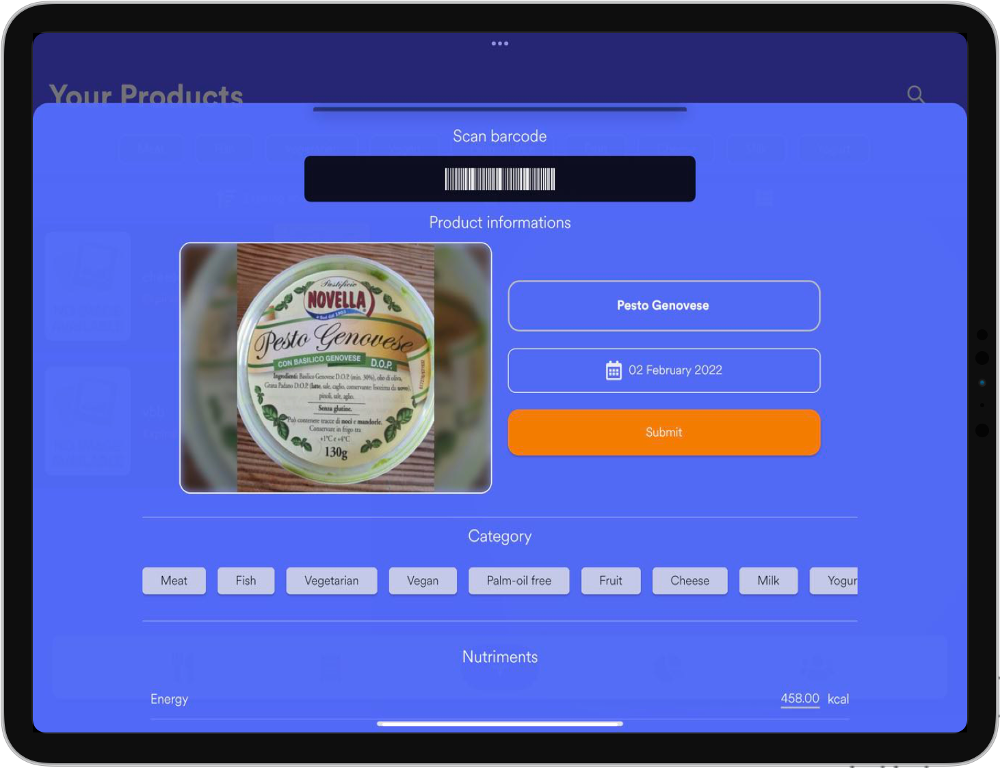 Your Products
Scan barcode
Product informations
Pastificio
NOVELLA
Pesto Genovese
CON BASILICO GENOVESE D.O.P.
Ingredienti: Basilico Genovese D.O.P. (min. 30%), olio di oliva,
Grana Padano D.O.P. (latte, sale, caglio, conservante: lisozima da uovo),
pinoli, sale, aglio.
Senza glutine.
Può contenere tracce di noci e mandorle.
Conservare in frigo tra
+1°C e +4°C
130g
Pesto Genovese
02 February 2022
Submit
Category
Meat Fish Vegetarian Vegan Palm-oil free Fruit Cheese Milk Yogur
Nutriments
Energy 458.00 kcal